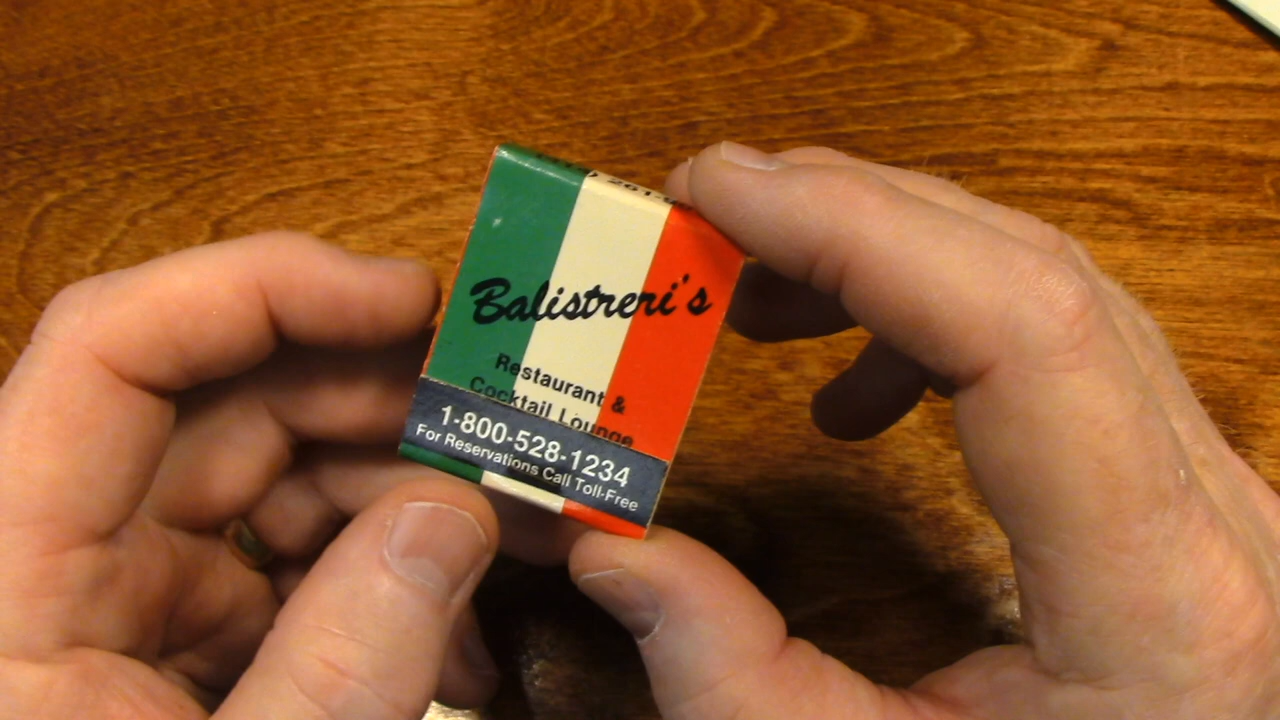 Balistreri's
Restaurant &
Cocktail Lounge
1-800-528-1234
For Reservations Call Toll-Free